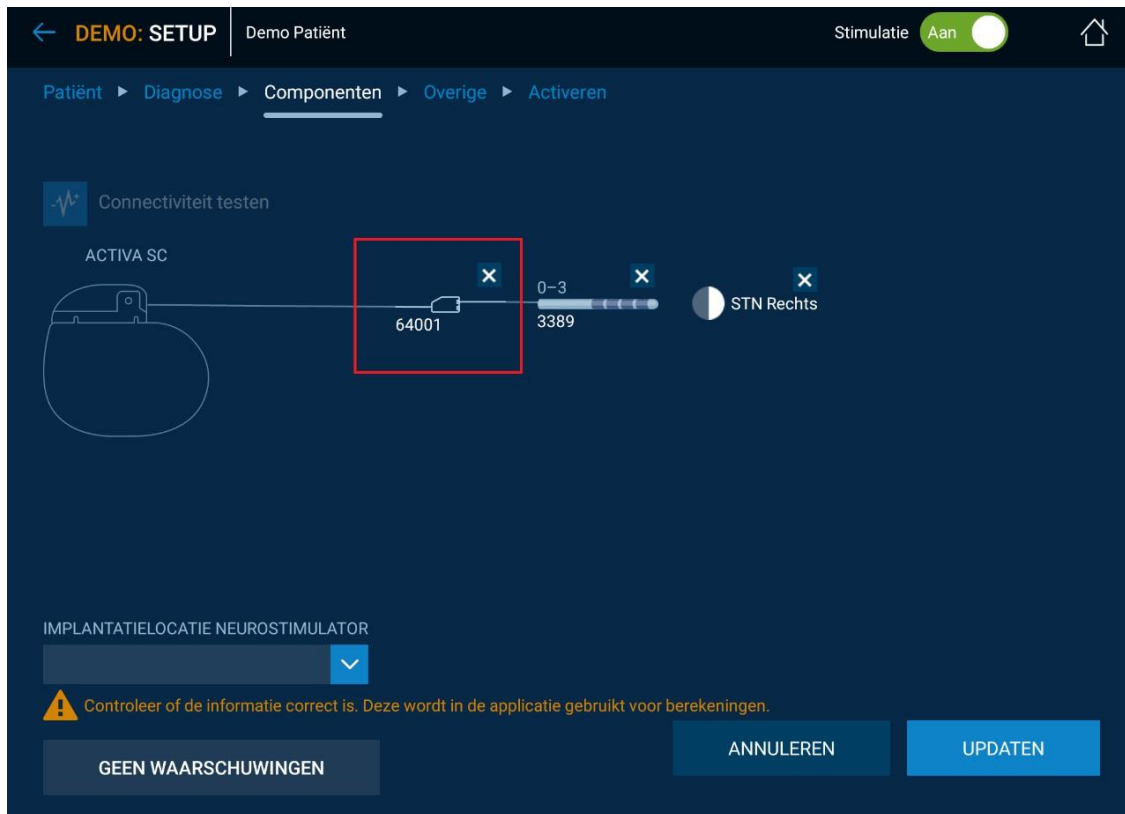 DEMO: SETUP
Demo Patiënt
Stimulatie
Aan
Patiënt ► Diagnose ► Componenten ► Overige ► Activeren
Connectiviteit testen
ACTIVA SC
64001
0–3
3389
STN Rechts
IMPLANTATIELOCATIE NEUROSTIMULATOR
Controleer of de informatie correct is. Deze wordt in de applicatie gebruikt voor berekeningen.
GEEN WAARSCHUWINGEN
ANNULEREN
UPDATEN